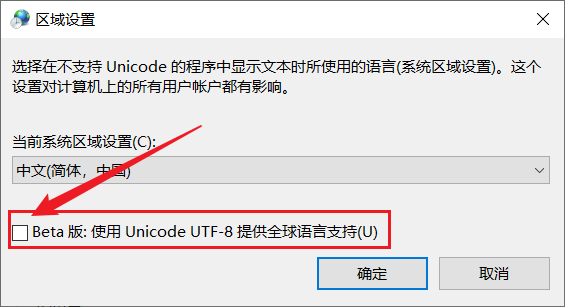 区域设置
选择在不支持 Unicode 的程序中显示文本时所使用的语言(系统区域设置)。这个
设置对计算机上的所有用户帐户都有影响。
当前系统区域设置(C):
中文(简体，中国)
Beta 版: 使用 Unicode UTF-8 提供全球语言支持(U)
确定
取消